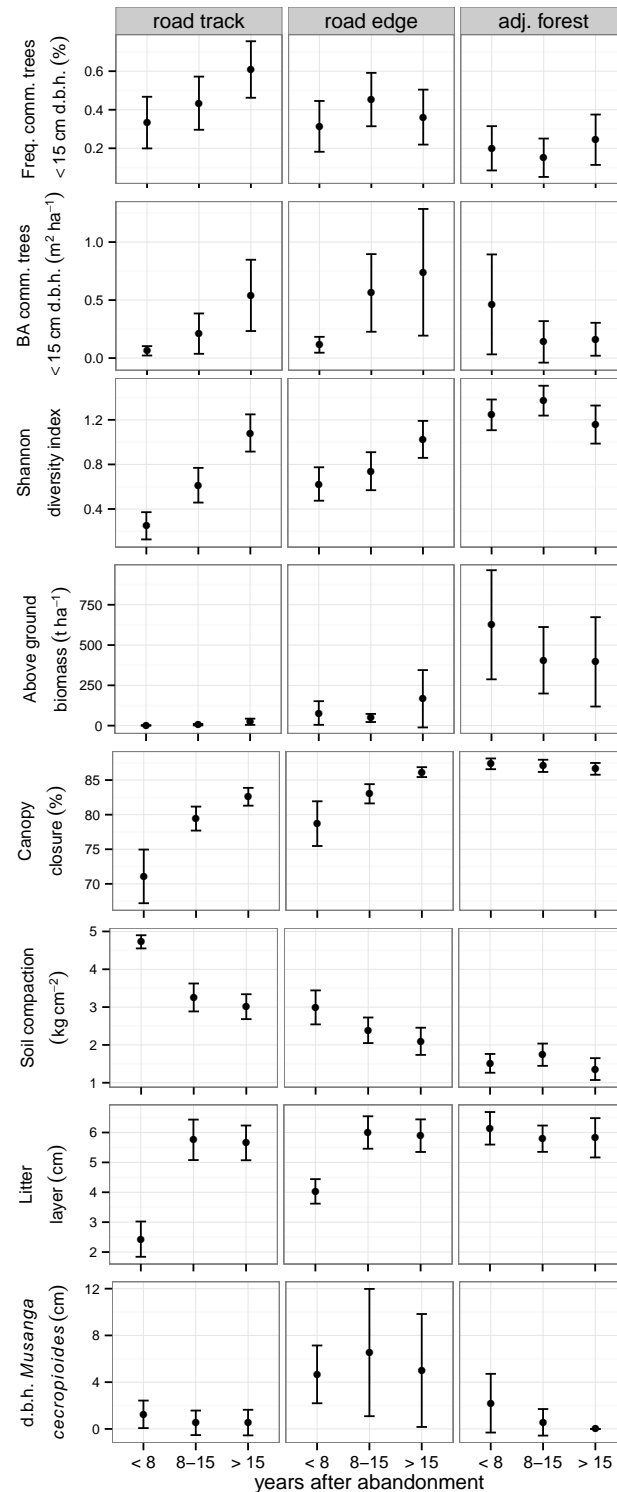 road track road edge adj. forest
Freq. comm. trees
< 15 cm d.b.h. (%)
0.6
0.4
0.2
BA comm. trees
< 15 cm d.b.h. (m² ha⁻¹)
1.0
0.5
0.0
Shannon
diversity index
1.2
0.8
0.4
Above ground
biomass (t ha⁻¹)
750
500
250
0
Canopy
closure (%)
85
80
75
70
Soil compaction
(kg cm⁻²)
5
4
3
2
1
Litter
layer (cm)
6
5
4
3
2
d.b.h. Musanga
cecropioides (cm)
12
8
4
0
< 8 8–15 > 15 < 8 8–15 > 15 < 8 8–15 > 15
years after abandonment